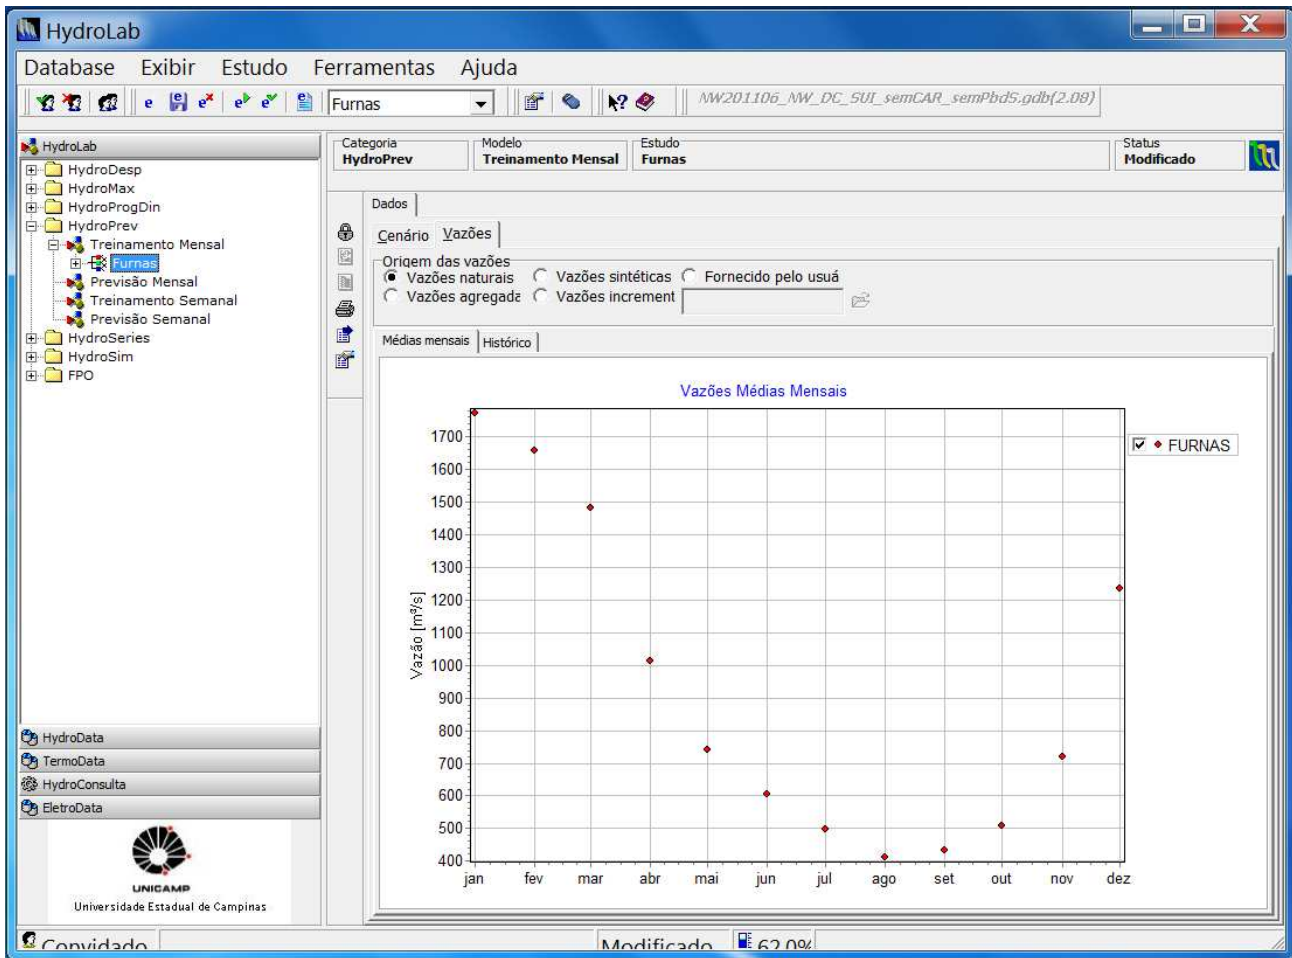 HydroLab
Database Exibir Estudo Ferramentas Ajuda
Furnas NW201106_NW_DC_SUI_semCAR_semPbdS.gdb(2.09)
HydroLab
HydroDesp
HydroMax
HydroProgDin
HydroPrev
Treinamento Mensal
Furnas
Previsão Mensal
Treinamento Semanal
Previsão Semanal
HydroSeries
HydroSim
FPO
HydroData
TermoData
HydroConsulta
EletroData
UNICAMP
Universidade Estadual de Campinas
Categoria Modelo Estudo Status
HydroPrev Treinamento Mensal Furnas Modificado
Dados
Cenário Vazões
Origem das vazões
Vazões naturais Vazões sintéticas Fornecido pelo usuá
Vazões agregada Vazões increment
Médias mensais Histórico
Vazões Médias Mensais
FURNAS
Vazão [m³/s]
1700
1600
1500
1400
1300
1200
1100
1000
900
800
700
600
500
400
jan fev mar abr mai jun jul ago set out nov dez
Convidado Modificado 62.0%